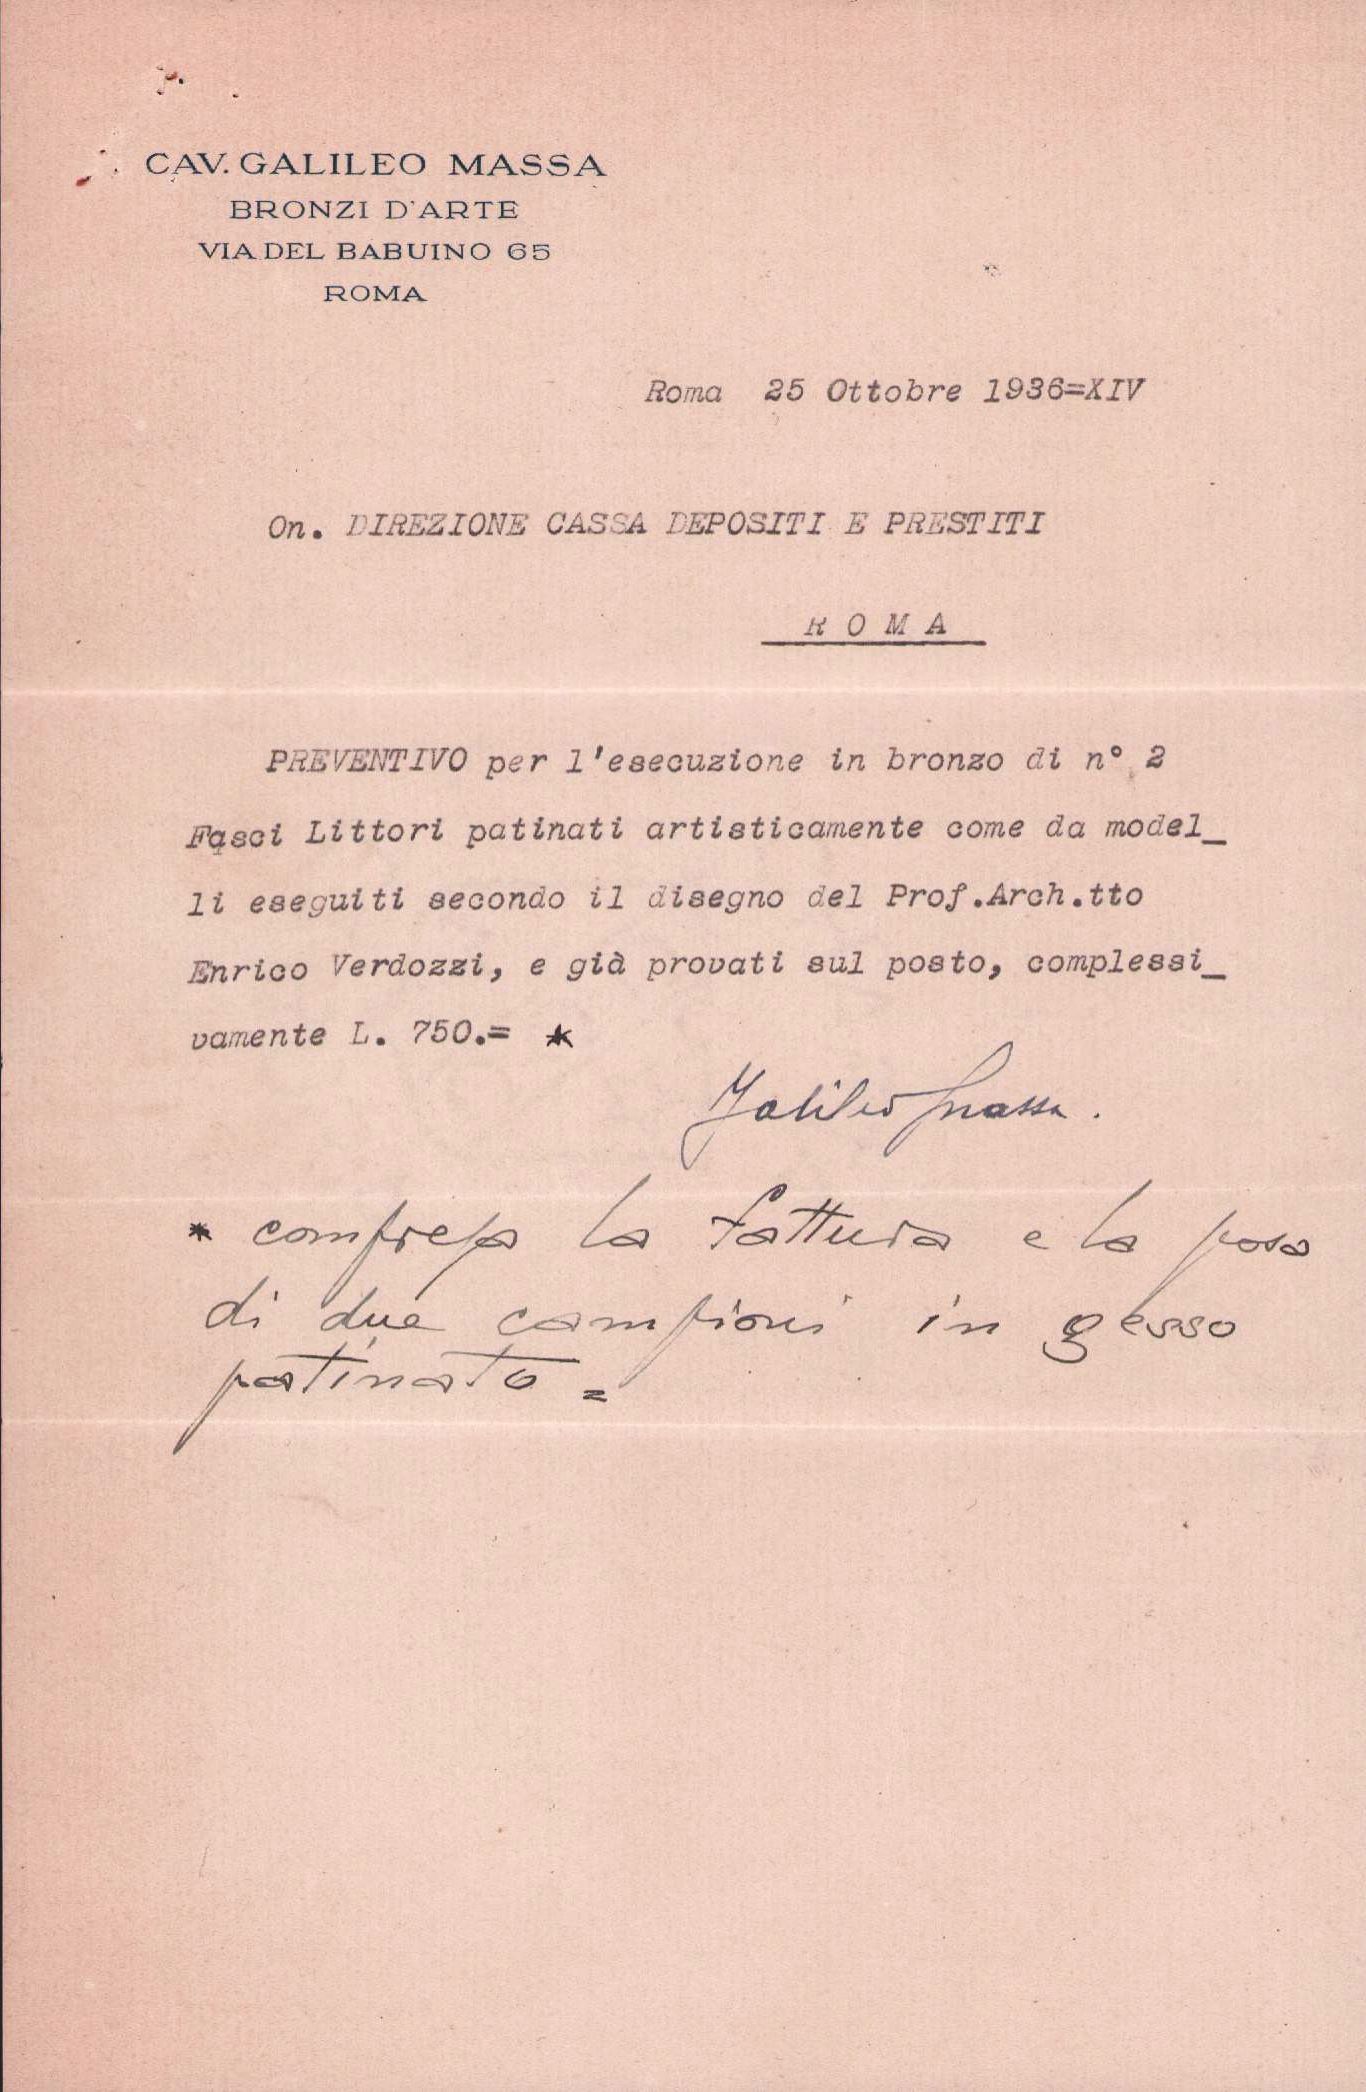 CAV. GALILEO MASSA
BRONZI D'ARTE
VIA DEL BABUINO 65
ROMA
Roma 25 Ottobre 1936=XIV
On. DIREZIONE CASSA DEPOSITI E PRESTITI
R O M A
PREVENTIVO per l'esecuzione in bronzo di n° 2
Fasci Littori patinati artisticamente come da model_
li eseguiti secondo il disegno del Prof.Arch.tto
Enrico Verdozzi, e già provati sul posto, complessi_
vamente L. 750.= *
Galileo Massa.
* compresa la fattura e la posa
di due campioni in gesso
patinato =